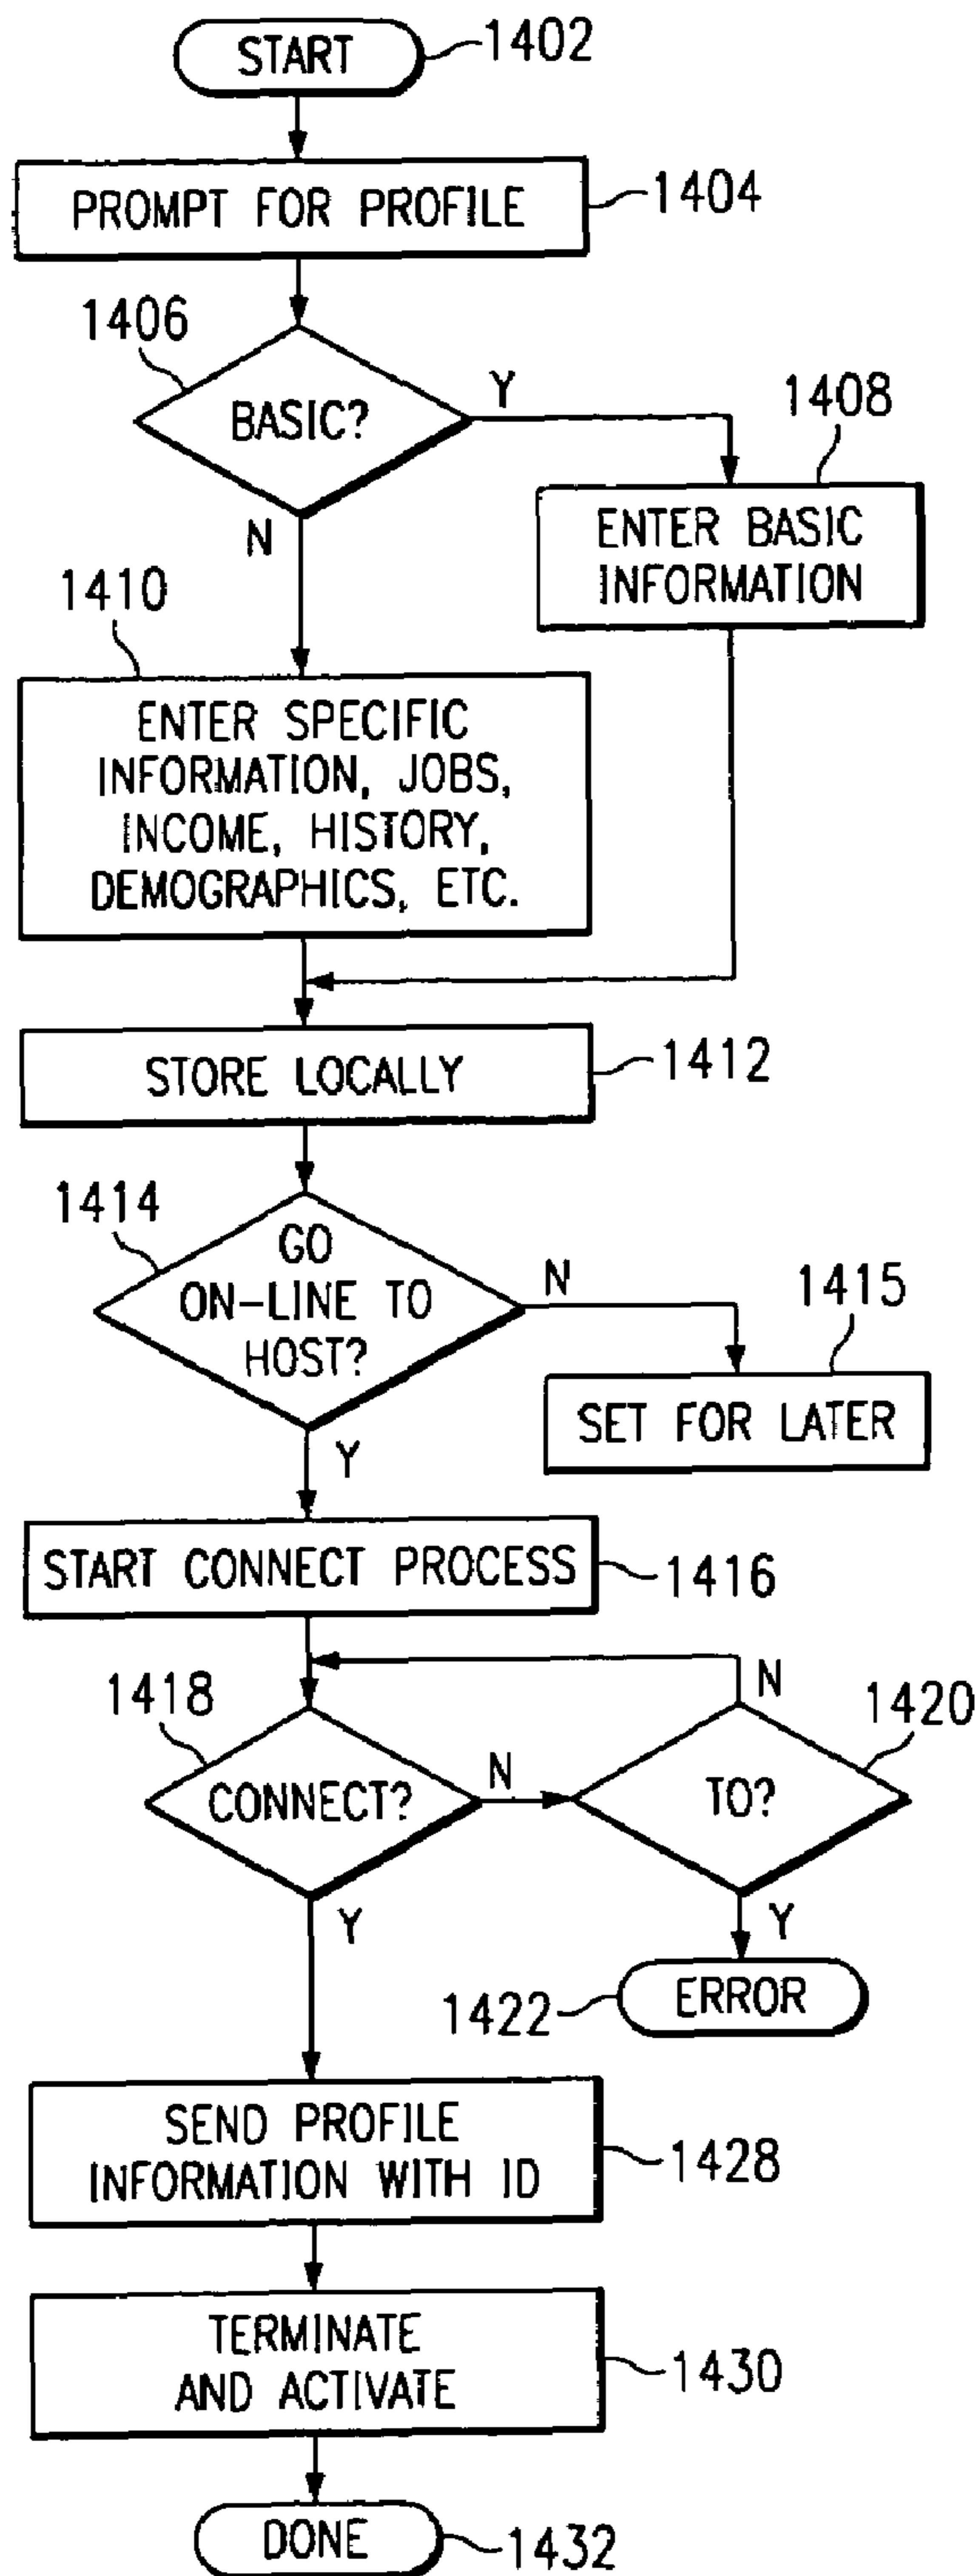 START
1402
PROMPT FOR PROFILE
1404
1406
BASIC?
Y
N
1408
ENTER BASIC
INFORMATION
1410
ENTER SPECIFIC
INFORMATION, JOBS,
INCOME, HISTORY,
DEMOGRAPHICS, ETC.
STORE LOCALLY
1412
1414
GO
ON-LINE TO
HOST?
N
Y
1415
SET FOR LATER
START CONNECT PROCESS
1416
1418
CONNECT?
N
Y
1420
TO?
N
Y
1422
ERROR
SEND PROFILE
INFORMATION WITH ID
1428
TERMINATE
AND ACTIVATE
1430
DONE
1432